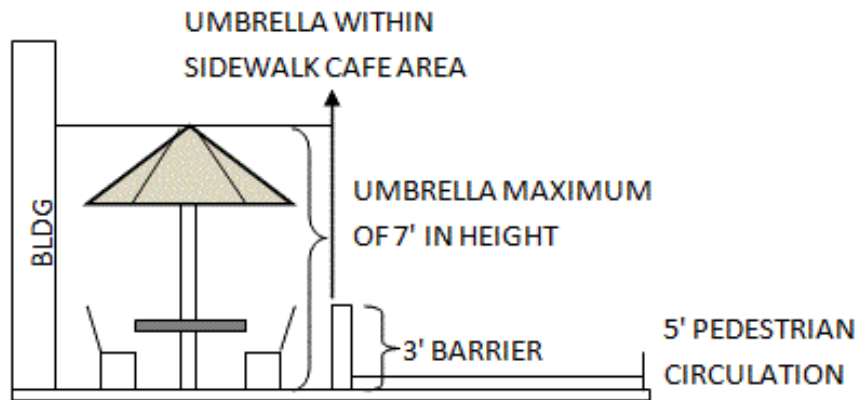 UMBRELLA WITHIN
SIDEWALK CAFE AREA
BLDG
UMBRELLA MAXIMUM
OF 7' IN HEIGHT
3' BARRIER
5' PEDESTRIAN
CIRCULATION